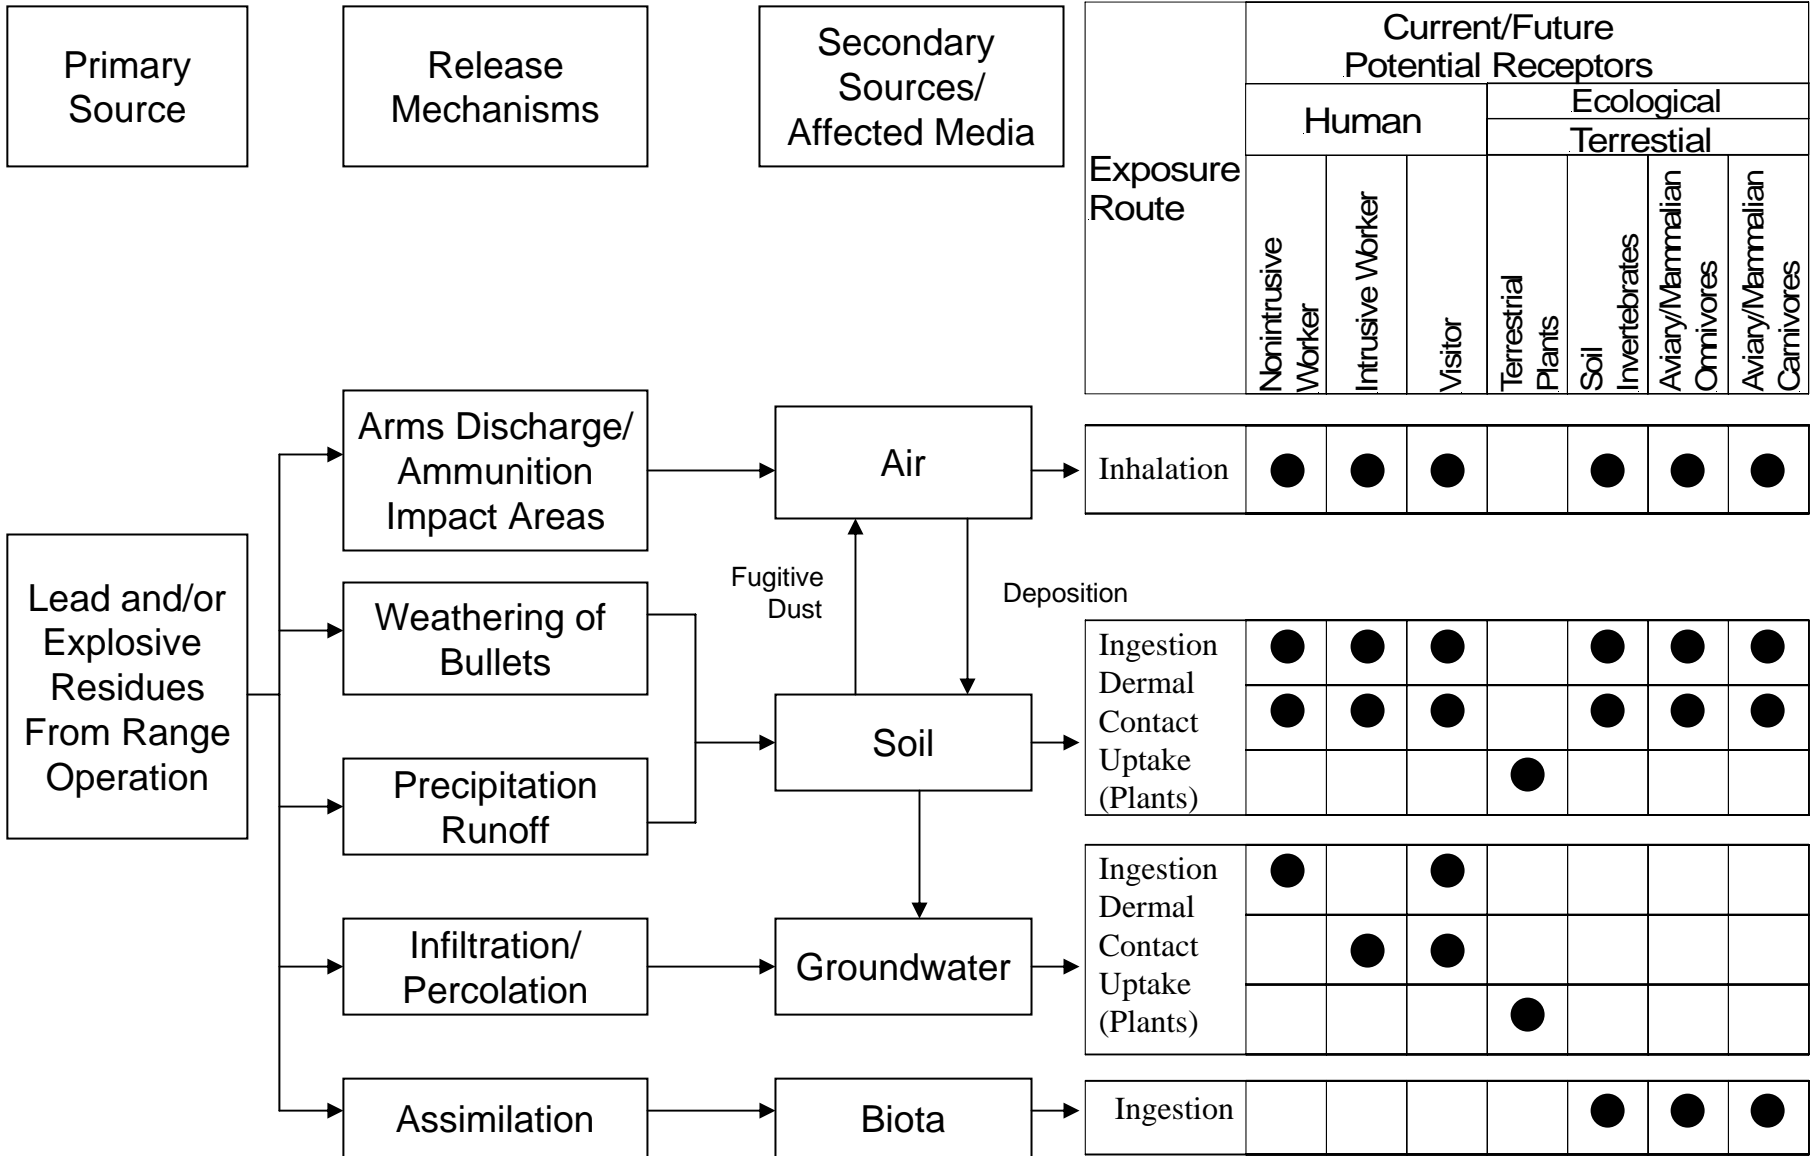 Primary
Source
Release
Mechanisms
Secondary
Sources/
Affected Media
Current/Future
Potential Receptors
Human
Ecological
Terrestial
Exposure
Route
Nonintrusive
Worker
Intrusive Worker
Visitor
Terrestrial
Plants
Soil
Invertebrates
Aviary/Mammalian
Omnivores
Aviary/Mammalian
Carnivores
Lead and/or
Explosive
Residues
From Range
Operation
Arms Discharge/
Ammunition
Impact Areas
Air
Inhalation
Fugitive
Dust
Deposition
Weathering of
Bullets
Precipitation
Runoff
Soil
Ingestion
Dermal
Contact
Uptake
(Plants)
Infiltration/
Percolation
Groundwater
Ingestion
Dermal
Contact
Uptake
(Plants)
Assimilation
Biota
Ingestion